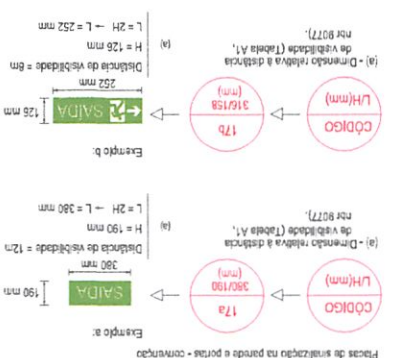 Placas de sinalização na parede e portas - convenção
Exemplo a:
CÓDIGO
L/H(mm)
17a
380/190
(mm)
SAÍDA
190 mm
380 mm
(a) - Dimensão relativa à distância
de visibilidade (Tabela A1,
nbr 9077).
(a)
Distância de visibilidade = 12m
H = 190 mm
L = 2H → L = 380 mm
Exemplo b:
CÓDIGO
L/H(mm)
17b
316/158
(mm)
SAÍDA
126 mm
252 mm
(a) - Dimensão relativa à distância
de visibilidade (Tabela A1,
nbr 9077).
(a)
Distância de visibilidade = 8m
H = 126 mm
L = 2H → L = 252 mm